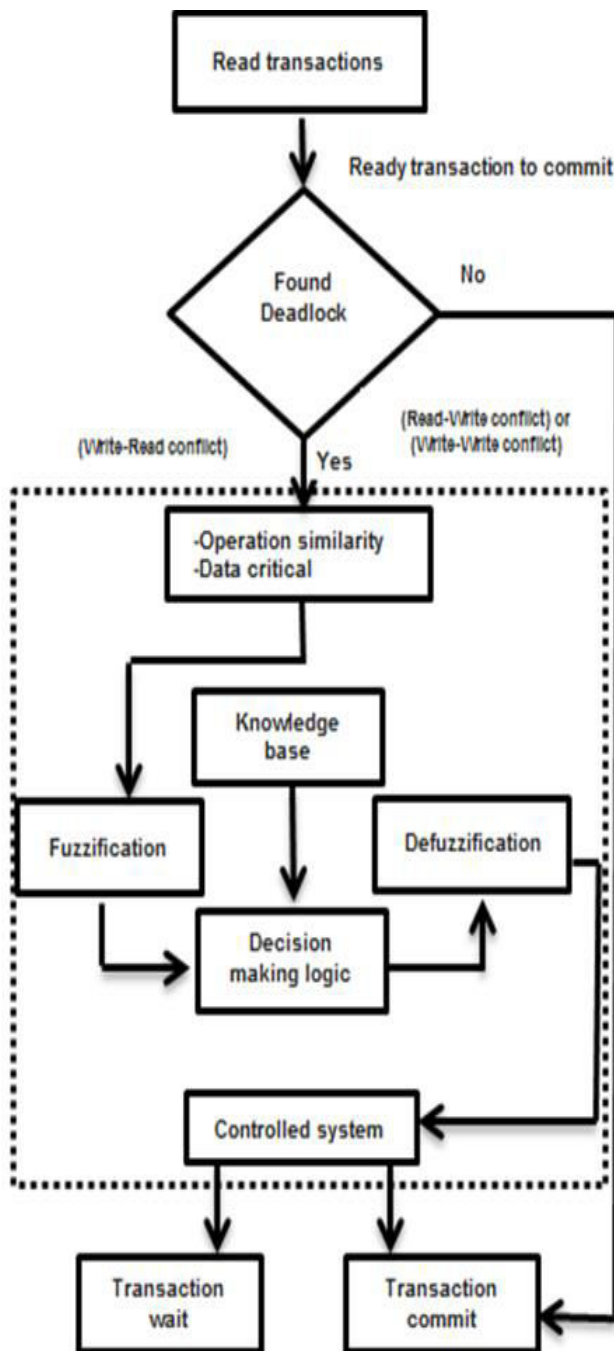 Read transactions
Ready transaction to commit
Found
Deadlock
No
(Read-Write conflict) or
(Write-Write conflict)
(Write-Read conflict)
Yes
-Operation similarity
-Data critical
Knowledge
base
Fuzzification
Defuzzification
Decision
making logic
Controlled system
Transaction
wait
Transaction
commit